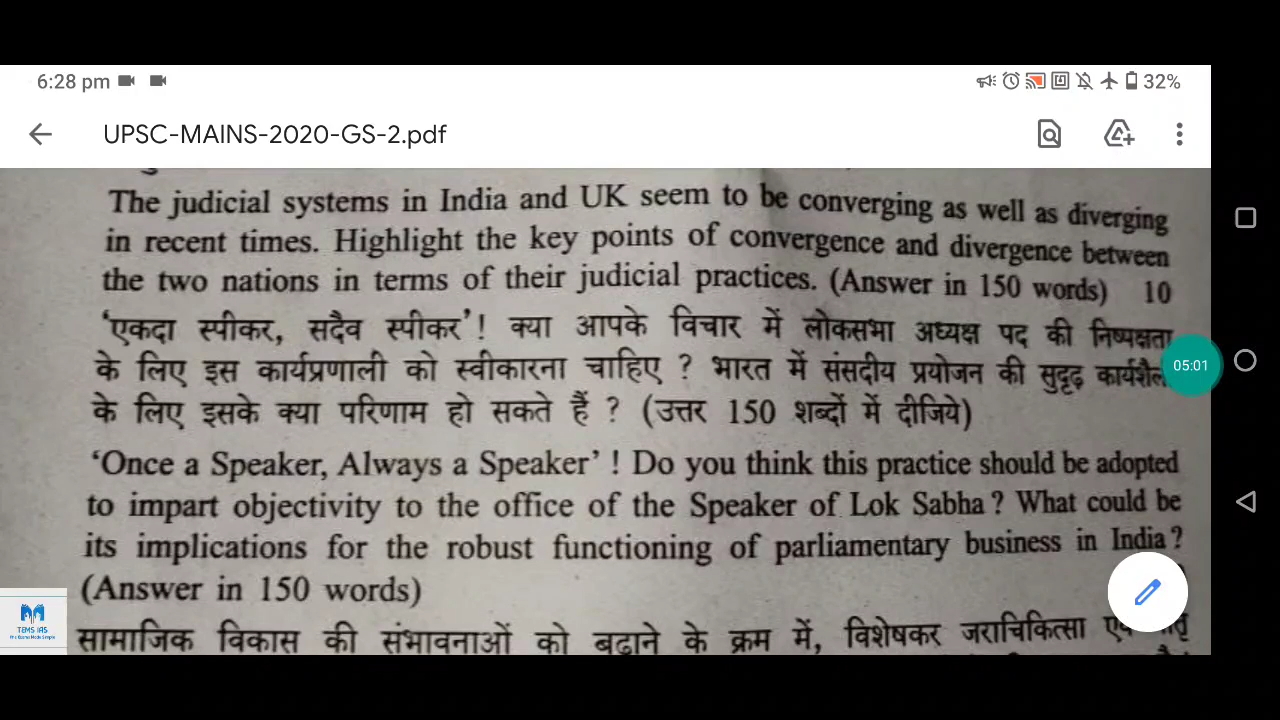 6:28 pm
32%
UPSC-MAINS-2020-GS-2.pdf
The judicial systems in India and UK seem to be converging as well as diverging
in recent times. Highlight the key points of convergence and divergence between
the two nations in terms of their judicial practices. (Answer in 150 words) 10
‘एकदा स्पीकर, सदैव स्पीकर’! क्या आपके विचार में लोकसभा अध्यक्ष पद की निष्पक्षता
05:01
के लिए इस कार्यप्रणाली को स्वीकारना चाहिए ? भारत में संसदीय प्रयोजन की सुदृढ़
के लिए इसके क्या परिणाम हो सकते हैं ? (उत्तर 150 शब्दों में दीजिये)
‘Once a Speaker, Always a Speaker’ ! Do you think this practice should be adopted
to impart objectivity to the office of the Speaker of Lok Sabha? What could be
its implications for the robust functioning of parliamentary business in India?
(Answer in 150 words)
TEMS IAS
सामाजिक विकास की संभावनाओं को बढ़ाने के क्रम में, विशेषकर जराचिकित्सा